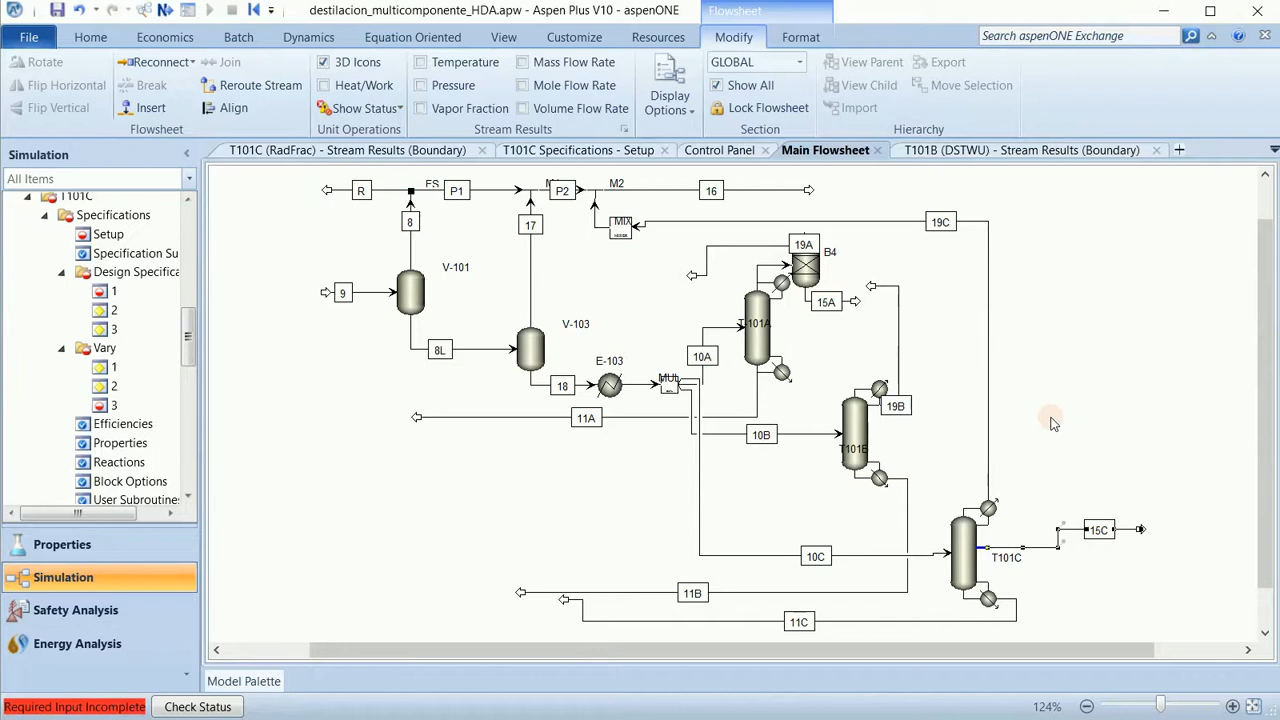 destilacion_multicomponente_HDA.apw - Aspen Plus V10 - aspenONE
Flowsheet
File
Home
Economics
Batch
Dynamics
Equation Oriented
View
Customize
Resources
Modify
Format
Search aspenONE Exchange
Rotate
Flip Horizontal
Flip Vertical
Reconnect
Join
Break
Reroute Stream
Insert
Align
Flowsheet
3D Icons
Heat/Work
Show Status
Unit Operations
Temperature
Mass Flow Rate
Pressure
Mole Flow Rate
Vapor Fraction
Volume Flow Rate
Stream Results
Display
Options
GLOBAL
Show All
Lock Flowsheet
Section
View Parent
Export
View Child
Move Selection
Import
Hierarchy
Simulation
T101C (RadFrac) - Stream Results (Boundary)
T101C Specifications - Setup
Control Panel
Main Flowsheet
T101B (DSTWU) - Stream Results (Boundary)
All Items
T101C
Specifications
Setup
Specification Su
Design Specifica
1
2
3
Vary
1
2
3
Efficiencies
Properties
Reactions
Block Options
User Subroutine
Properties
Simulation
Safety Analysis
Energy Analysis
R
FS
P1
P2
M2
16
8
17
MIX
19C
19A
B4
V-101
9
15A
V-103
T101A
8L
10A
E-103
18
MUL
11A
19B
10B
T101B
15C
10C
T101C
11B
11C
Model Palette
Required Input Incomplete
Check Status
124%